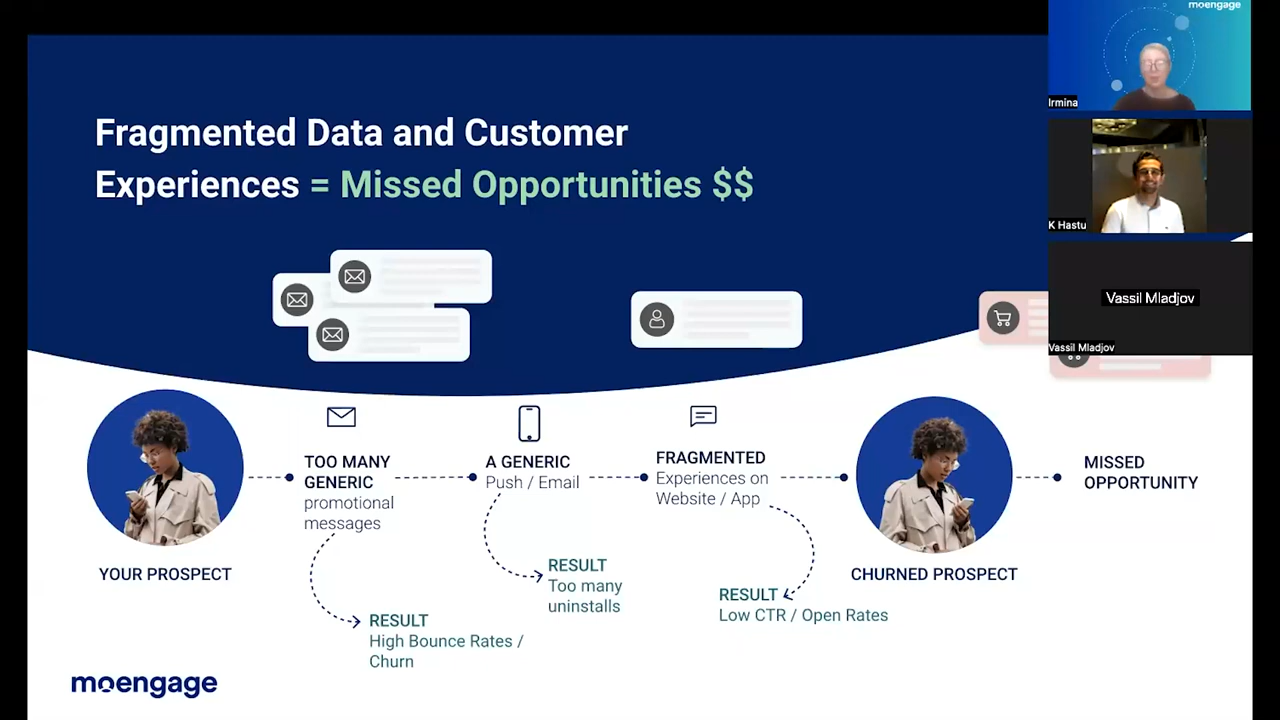 Fragmented Data and Customer
Experiences = Missed Opportunities $$
moengage
Irmina
K Hastu
Vassil Mladjov
Vassil Mladjov
YOUR PROSPECT
TOO MANY
GENERIC
promotional
messages
RESULT
High Bounce Rates /
Churn
A GENERIC
Push / Email
RESULT
Too many
uninstalls
FRAGMENTED
Experiences on
Website / App
RESULT
Low CTR / Open Rates
CHURNED PROSPECT
MISSED
OPPORTUNITY
moengage